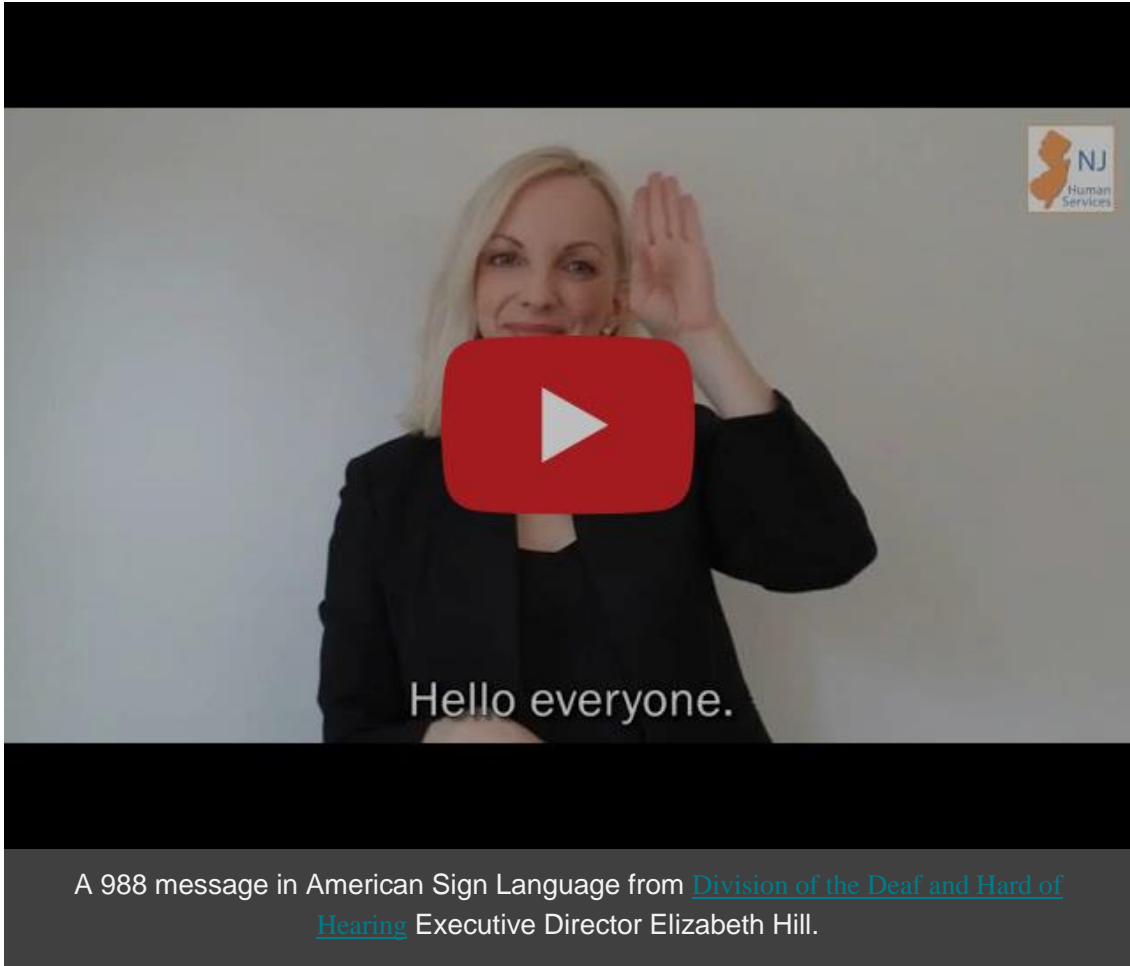 NJ
Human
Services
Hello everyone.
A 988 message in American Sign Language from Division of the Deaf and Hard of
Hearing Executive Director Elizabeth Hill.